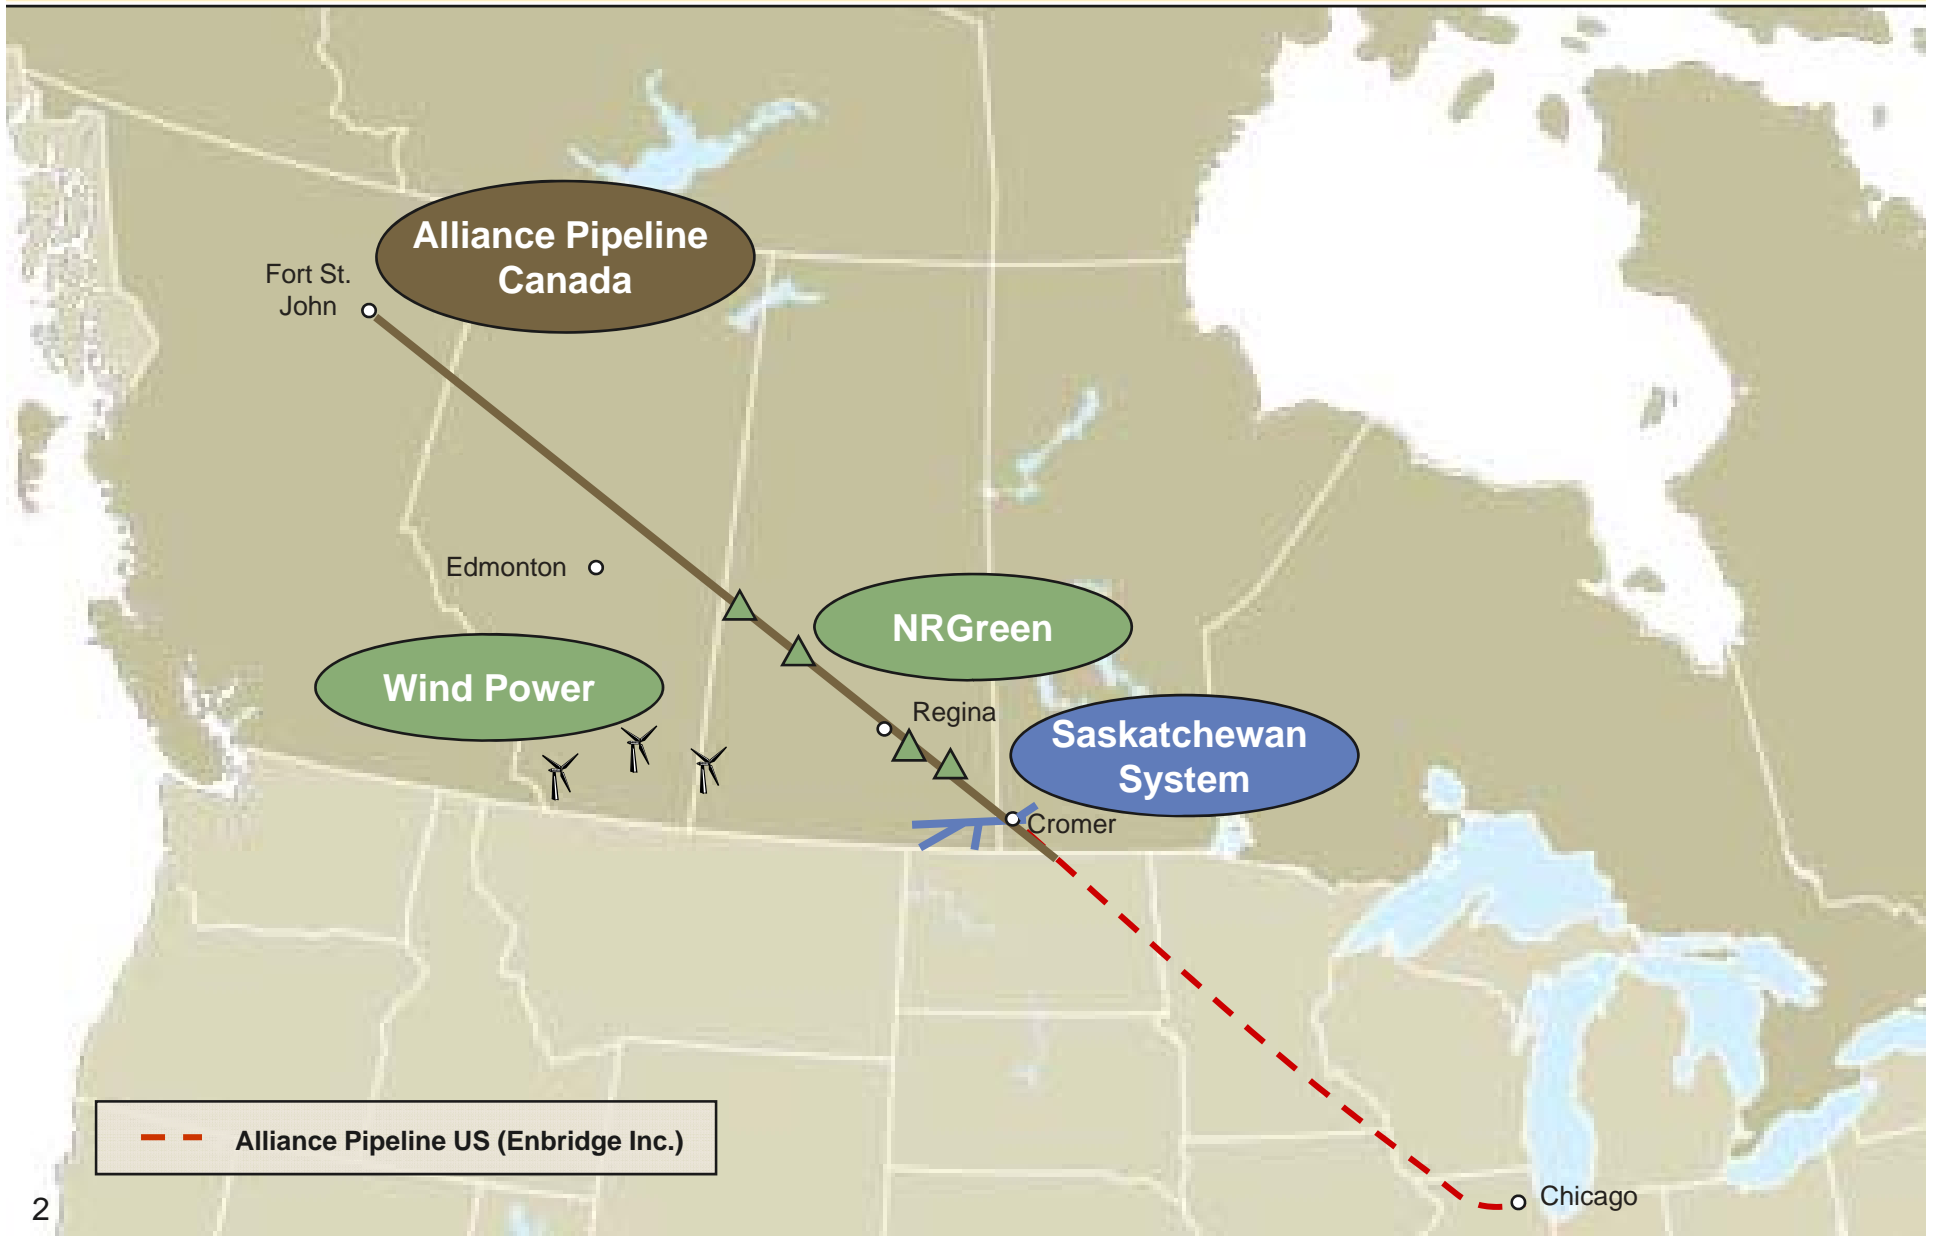 Alliance Pipeline
Canada
Fort St.
John
Edmonton
NRGreen
Wind Power
Regina
Saskatchewan
System
Cromer
Alliance Pipeline US (Enbridge Inc.)
Chicago
2